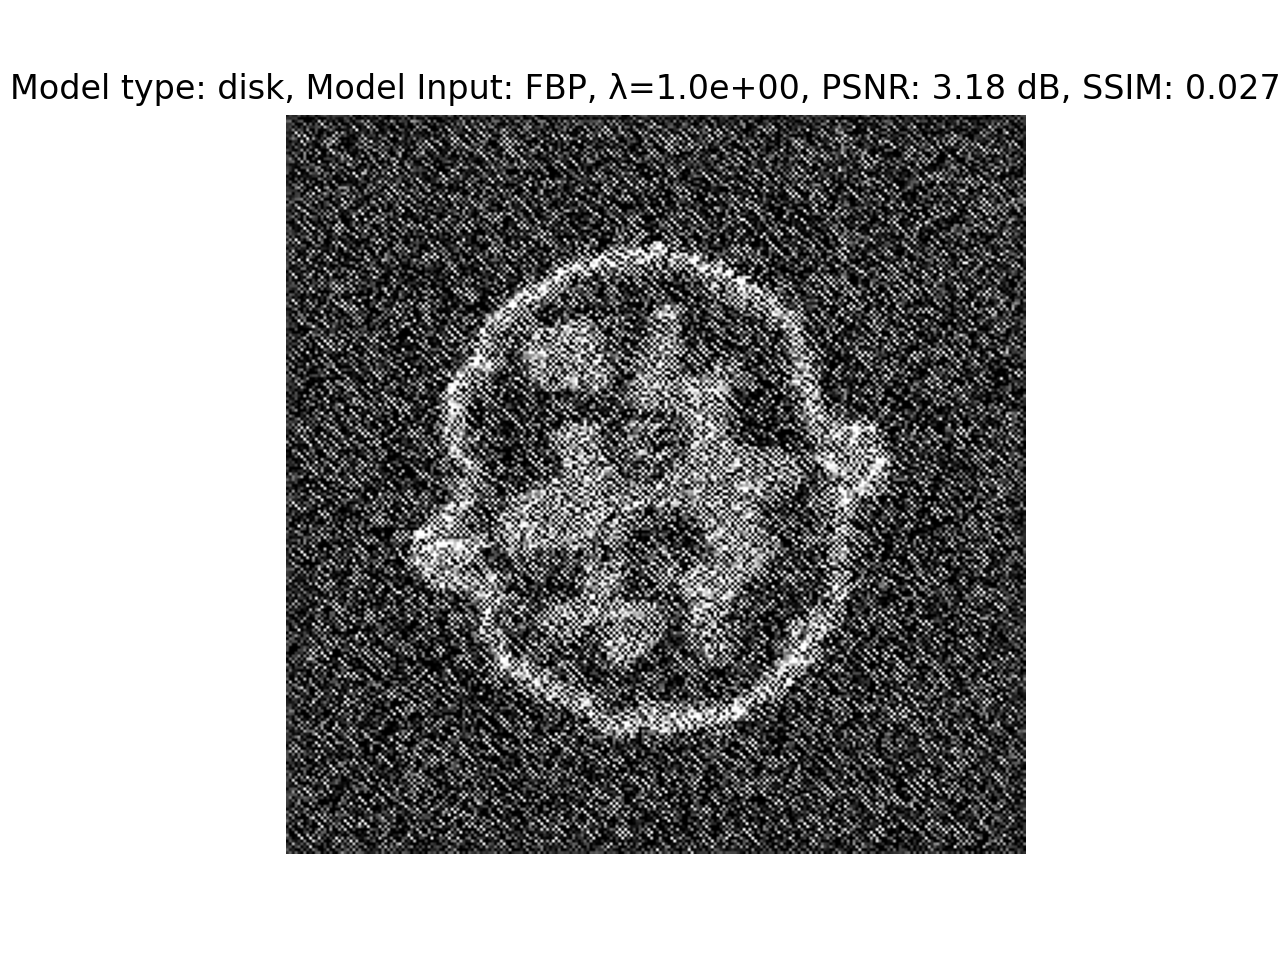 Model type: disk, Model Input: FBP, λ=1.0e+00, PSNR: 3.18 dB, SSIM: 0.027